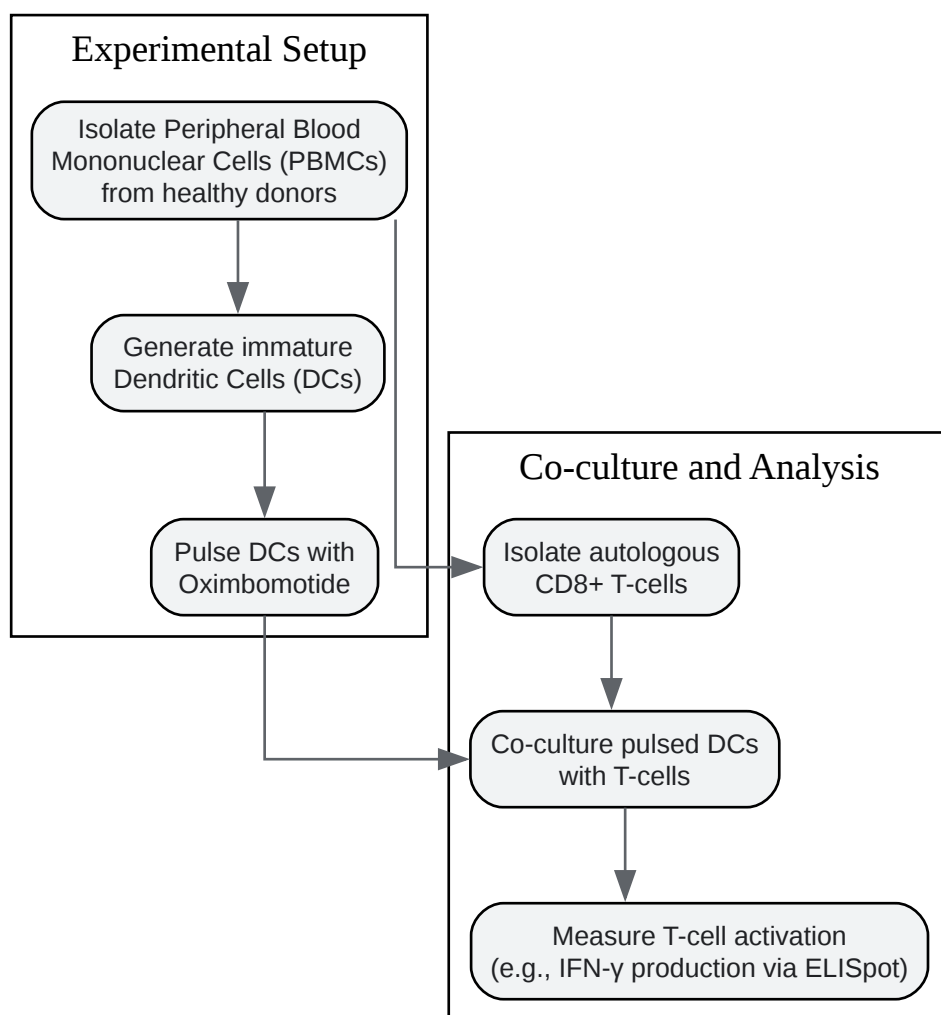 Experimental Setup
Isolate Peripheral Blood
Mononuclear Cells (PBMCs)
from healthy donors
Generate immature
Dendritic Cells (DCs)
Pulse DCs with
Oximbomotide
Co-culture and Analysis
Isolate autologous
CD8+ T-cells
Co-culture pulsed DCs
with T-cells
Measure T-cell activation
(e.g., IFN-γ production via ELISpot)